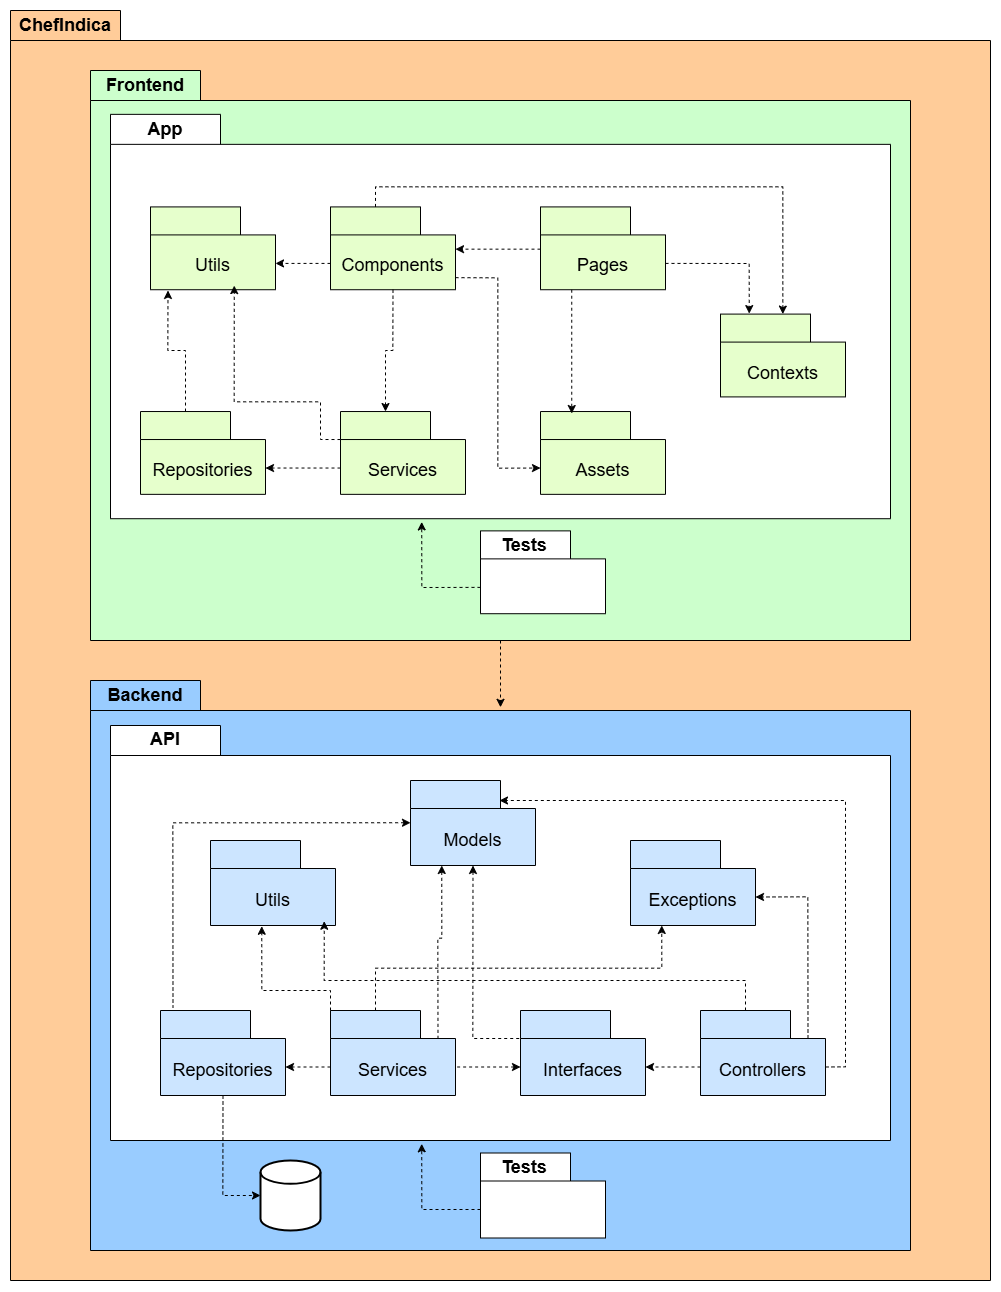 ChefIndica
Frontend
App
Utils
Components
Pages
Contexts
Repositories
Services
Assets
Tests
Backend
API
Models
Utils
Exceptions
Repositories
Services
Interfaces
Controllers
Tests